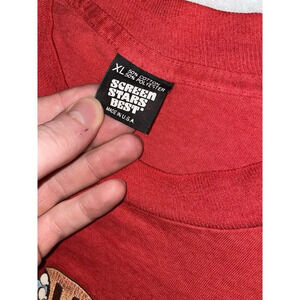 XL 50% COTTON
50% POLYESTER
SCREEN
STARS
BEST®
MADE IN U.S.A.